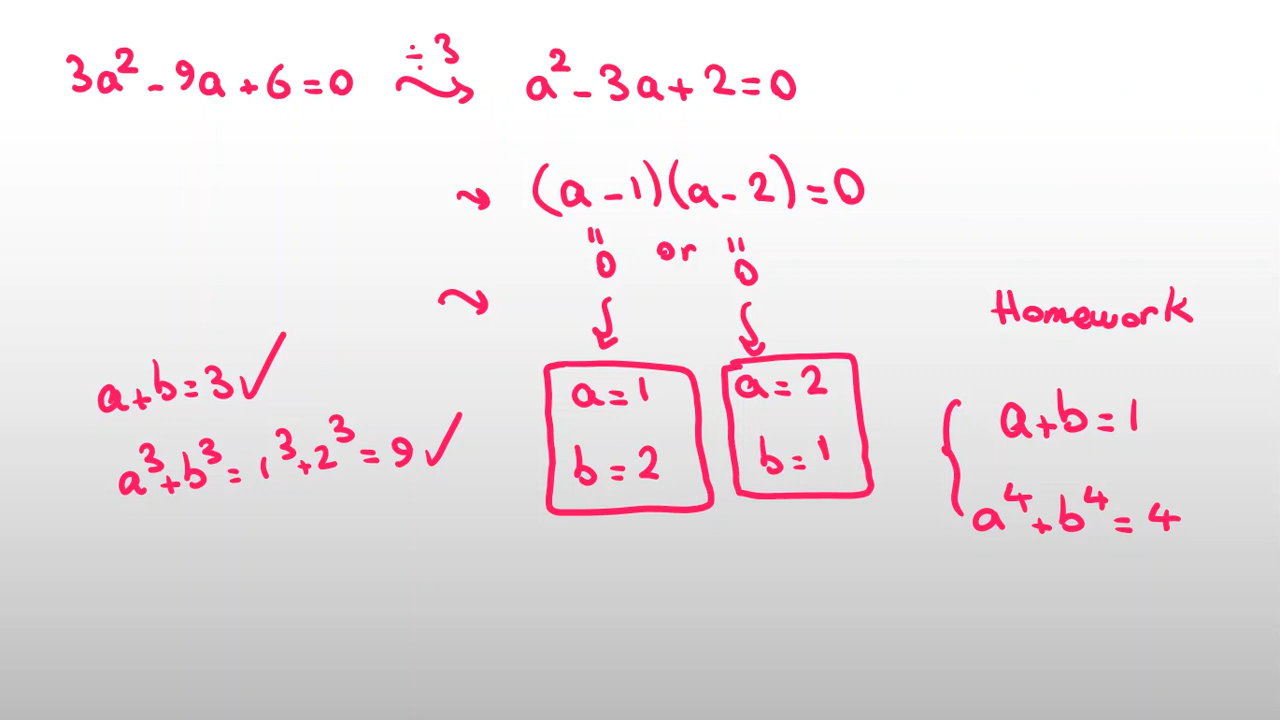 3a² - 9a + 6 = 0 ÷3 a² - 3a + 2 = 0
(a - 1)(a - 2) = 0
"
0 or "
0
a + b = 3 ✓
a³ + b³ = 1³ + 2³ = 9 ✓
a = 1
b = 2
a = 2
b = 1
Homework
a + b = 1
a⁴ + b⁴ = 4